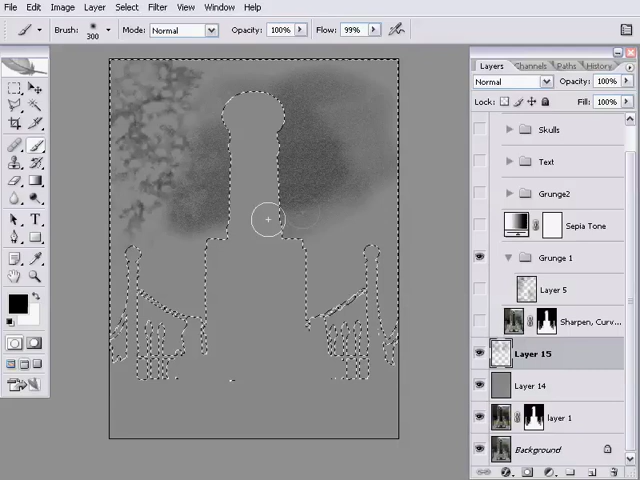 File Edit Image Layer Select Filter View Window Help
Brush: 300 Mode: Normal Opacity: 100% Flow: 99%
Layers Channels Paths History
Normal Opacity: 100%
Lock: Fill: 100%
Skulls
Text
Grunge2
Sepia Tone
Grunge 1
Layer 5
Sharpen, Curv...
Layer 15
Layer 14
layer 1
Background